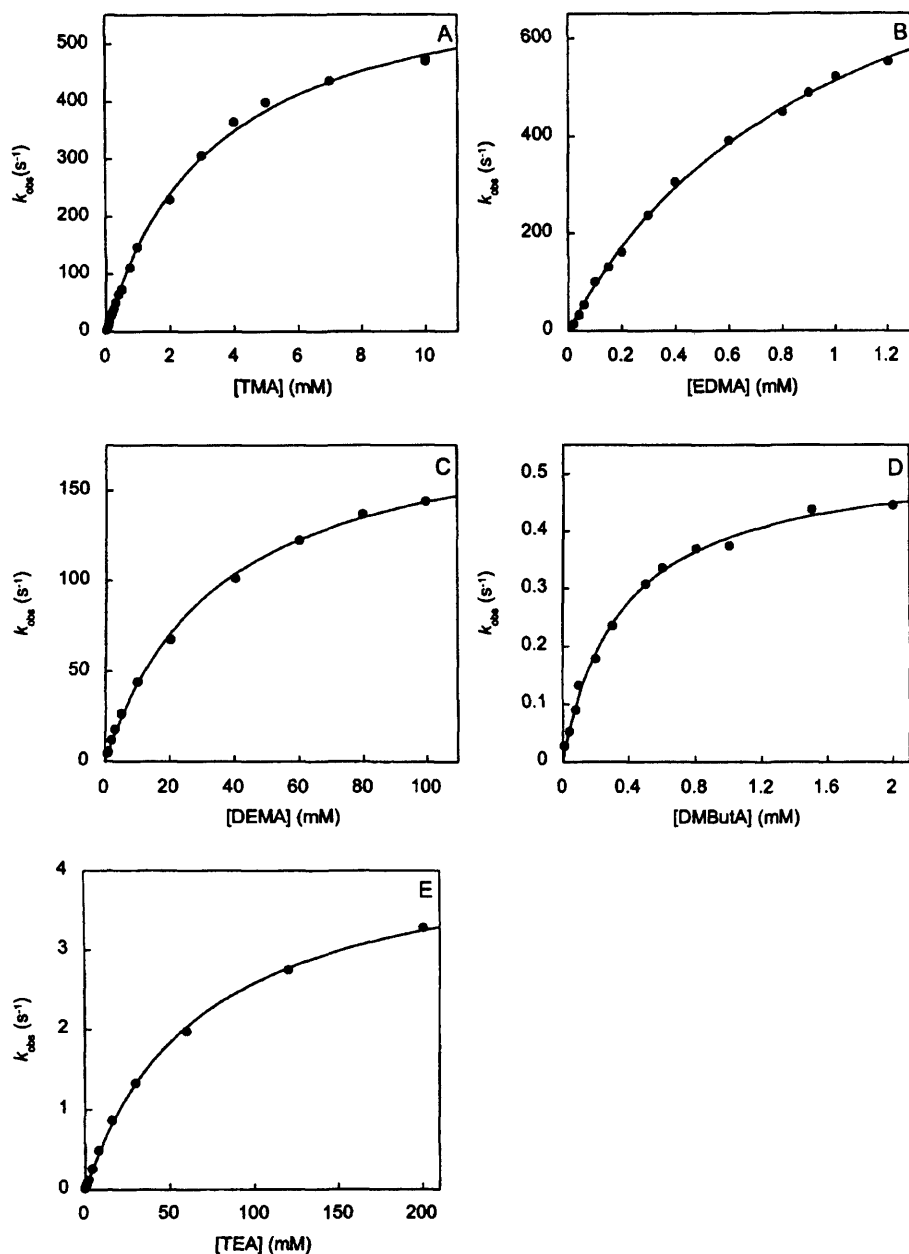 A
500
400
300
200
100
0
k_obs (s⁻¹)
0 2 4 6 8 10
[TMA] (mM)
B
600
400
200
0
k_obs (s⁻¹)
0 0.2 0.4 0.6 0.8 1 1.2
[EDMA] (mM)
C
150
100
50
0
k_obs (s⁻¹)
0 20 40 60 80 100
[DEMA] (mM)
D
0.5
0.4
0.3
0.2
0.1
0
k_obs (s⁻¹)
0 0.4 0.8 1.2 1.6 2
[DMButA] (mM)
E
4
3
2
1
0
k_obs (s⁻¹)
0 50 100 150 200
[TEA] (mM)